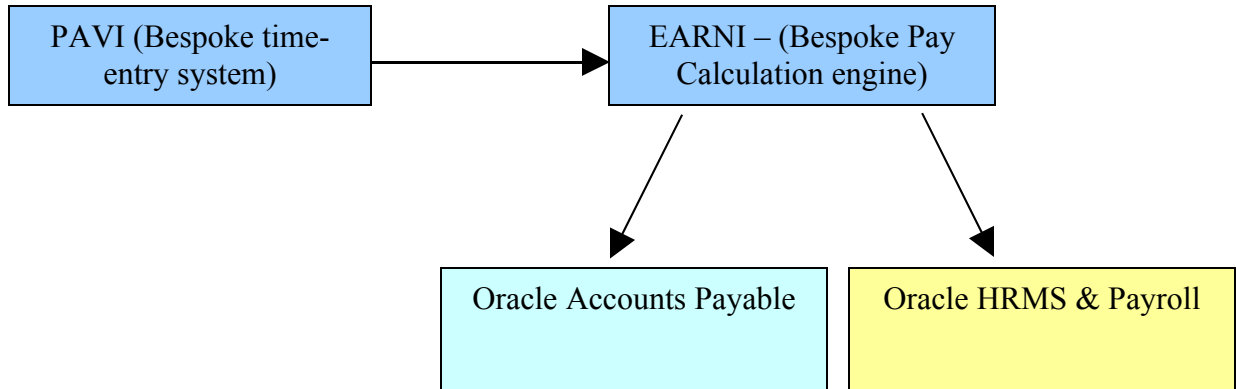 PAVI (Bespoke time-
entry system)
EARNI – (Bespoke Pay
Calculation engine)
Oracle Accounts Payable
Oracle HRMS & Payroll